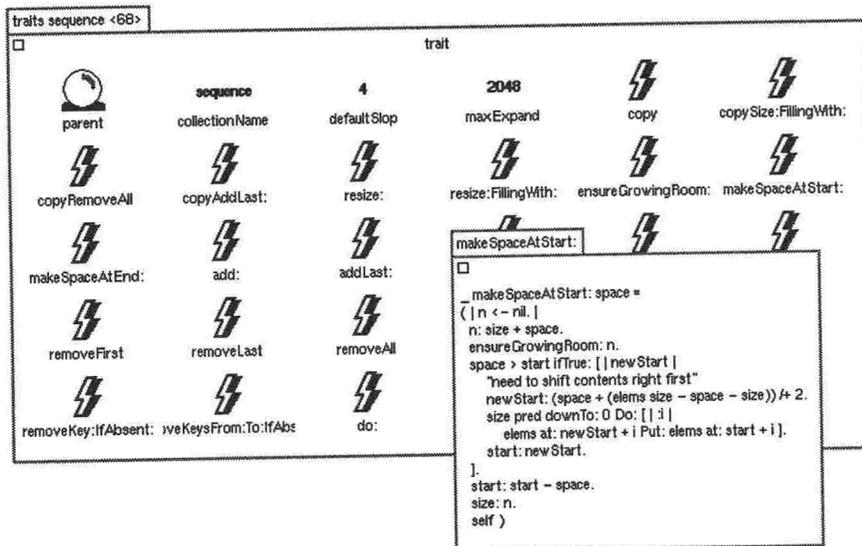 traits sequence <68>
trait
sequence 4 2048
parent collectionName defaultSlop maxExpand copy copySize:FillingWith:
copyRemoveAll copyAddLast: resize: resize:FillingWith: ensureGrowingRoom: makeSpaceAtStart:
makeSpaceAtEnd: add: addLast:
removeFirst removeLast removeAll
removeKey:IfAbsent: oveKeysFrom:To:IfAbs do:
makeSpaceAtStart:
_ makeSpaceAtStart: space =
( | n <- nil. |
n: size + space.
ensureGrowingRoom: n.
space > start ifTrue: [ | newStart |
"need to shift contents right first"
newStart: (space + (elems size - space - size)) /+ 2.
size pred downTo: 0 Do: [ | :i |
elems at: newStart + i Put: elems at: start + i ].
start: newStart.
].
start: start - space.
size: n.
self )